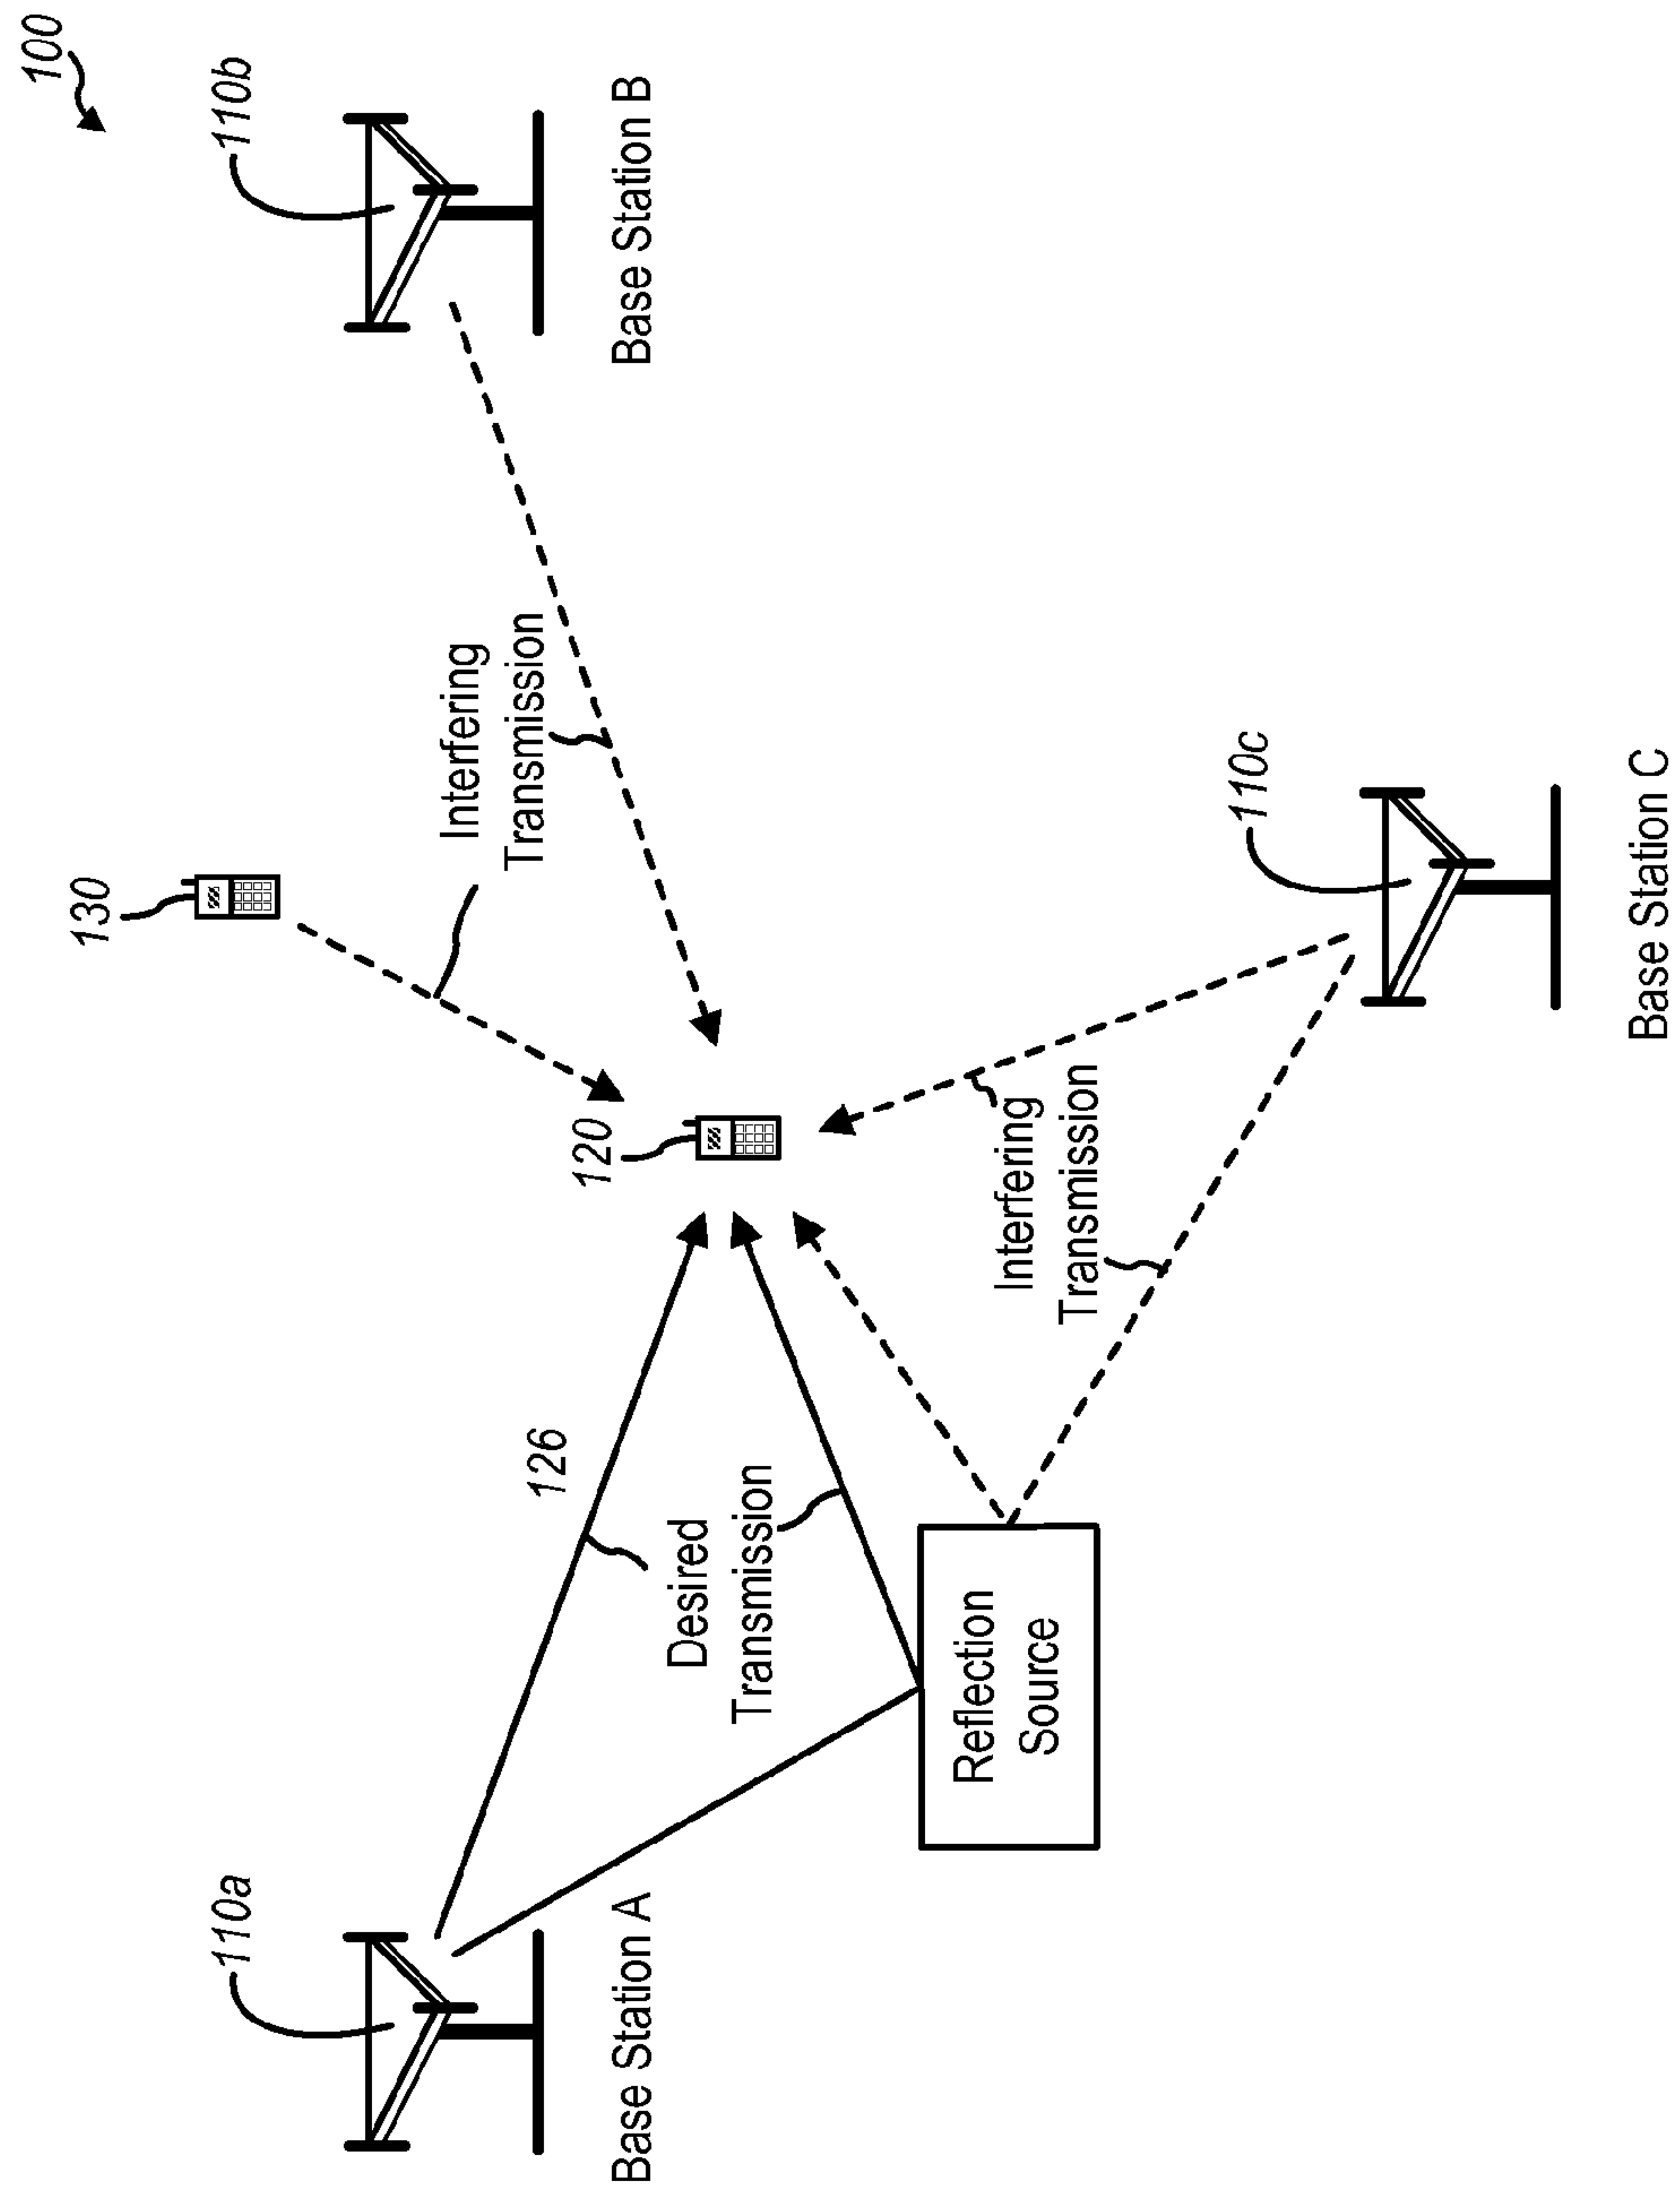 100
130
110a
110b
Interfering
Transmission
126
120
Base Station A
Base Station B
Desired
Transmission
Reflection
Source
Interfering
Transmission
110c
Base Station C